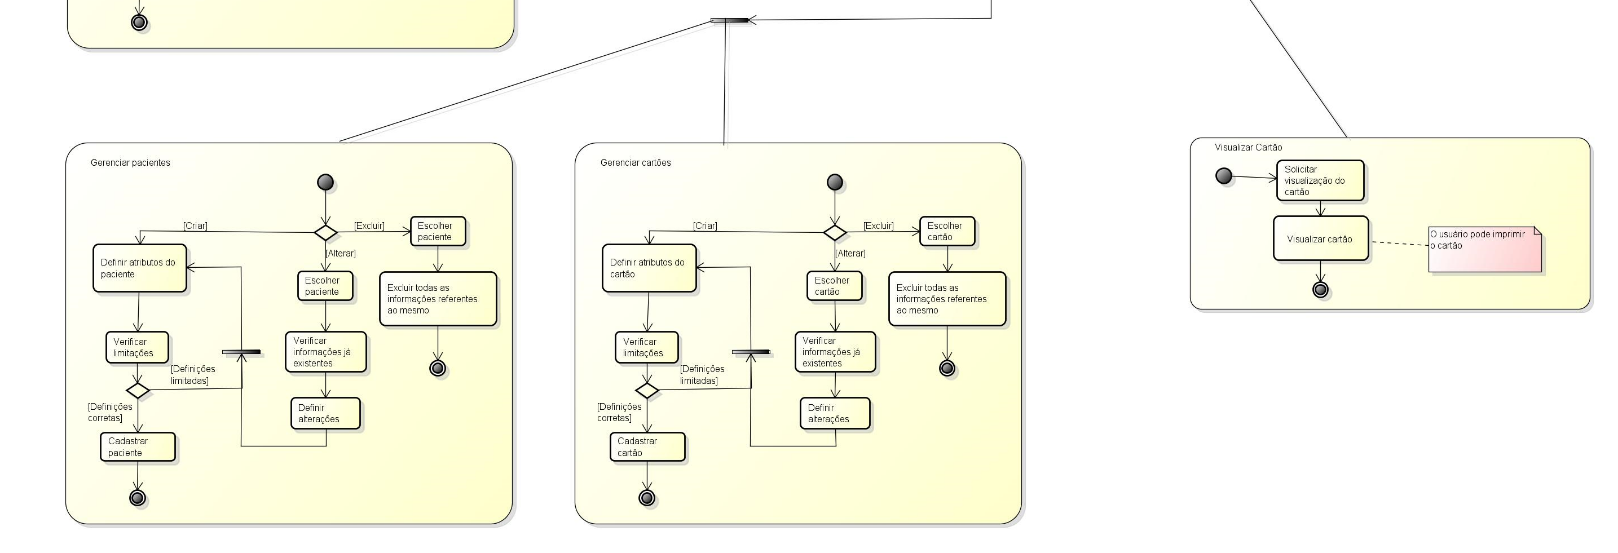 Gerenciar pacientes
[Criar]
[Excluir]
Escolher
paciente
[Alterar]
Definir atributos do
paciente
Escolher
paciente
Excluir todas as
informações referentes
ao mesmo
Verificar
limitações
Verificar
informações já
existentes
[Definições
limitadas]
[Definições
corretas]
Definir
alterações
Cadastrar
paciente
Gerenciar cartões
[Criar]
[Excluir]
Escolher
cartão
[Alterar]
Definir atributos do
cartão
Escolher
cartão
Excluir todas as
informações referentes
ao mesmo
Verificar
limitações
Verificar
informações já
existentes
[Definições
limitadas]
[Definições
corretas]
Definir
alterações
Cadastrar
cartão
Visualizar Cartão
Solicitar
visualização do
cartão
Visualizar cartão
O usuário pode imprimir
o cartão